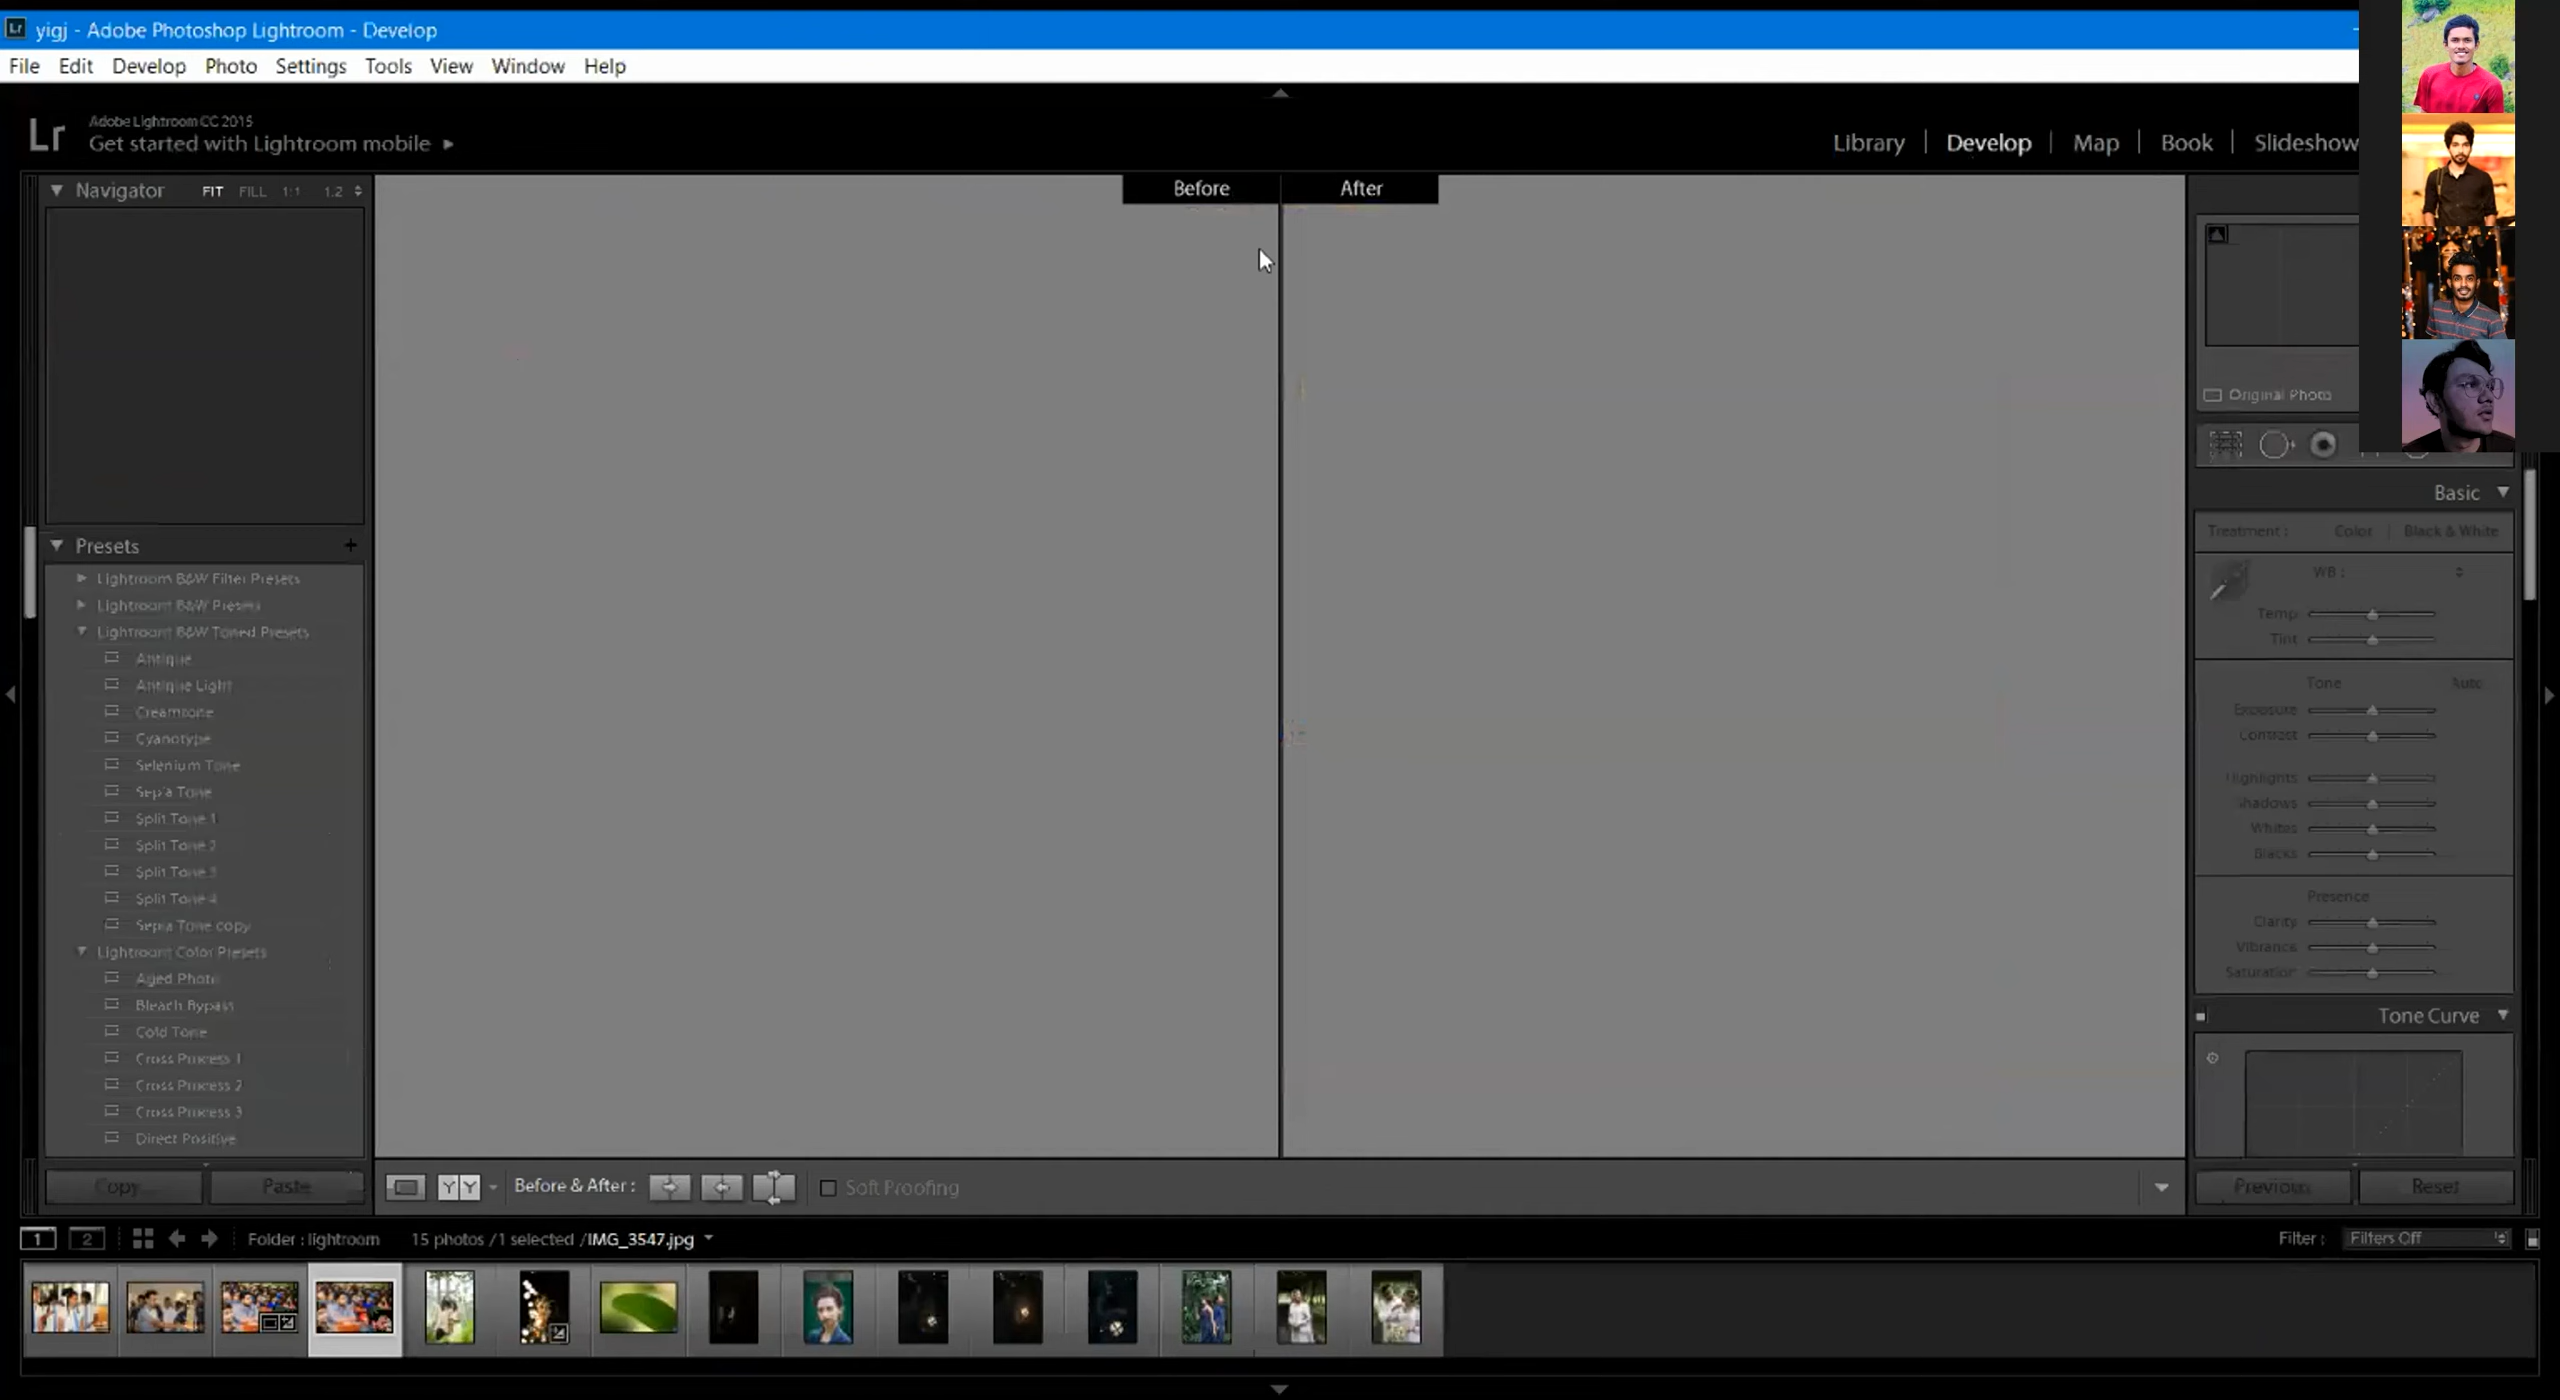 Lr yigj - Adobe Photoshop Lightroom - Develop
File Edit Develop Photo Settings Tools View Window Help
Lr Adobe Lightroom CC 2015
Get started with Lightroom mobile
Library | Develop | Map | Book | Slideshow
Navigator FIT FILL 1:1 1:2
Before After
Original Photo
Presets +
Lightroom B&W Filter Presets
Lightroom B&W Presets
Lightroom B&W Toned Presets
Antique
Antique Light
Creamtone
Cyanotype
Selenium Tone
Sepia Tone
Split Tone 1
Split Tone 2
Split Tone 3
Split Tone 4
Sepia Tone copy
Lightroom Color Presets
Aged Photo
Bleach Bypass
Cold Tone
Cross Process 1
Cross Process 2
Cross Process 3
Direct Positive
Copy... Paste
YY Before & After : Soft Proofing
Basic
Treatment : Color | Black & White
WB :
Temp
Tint
Tone Auto
Exposure
Contrast
Highlights
Shadows
Whites
Blacks
Presence
Clarity
Vibrance
Saturation
Tone Curve
Previous Reset
1 2 Folder : lightroom 15 photos /1 selected /IMG_3547.jpg Filter : Filters Off